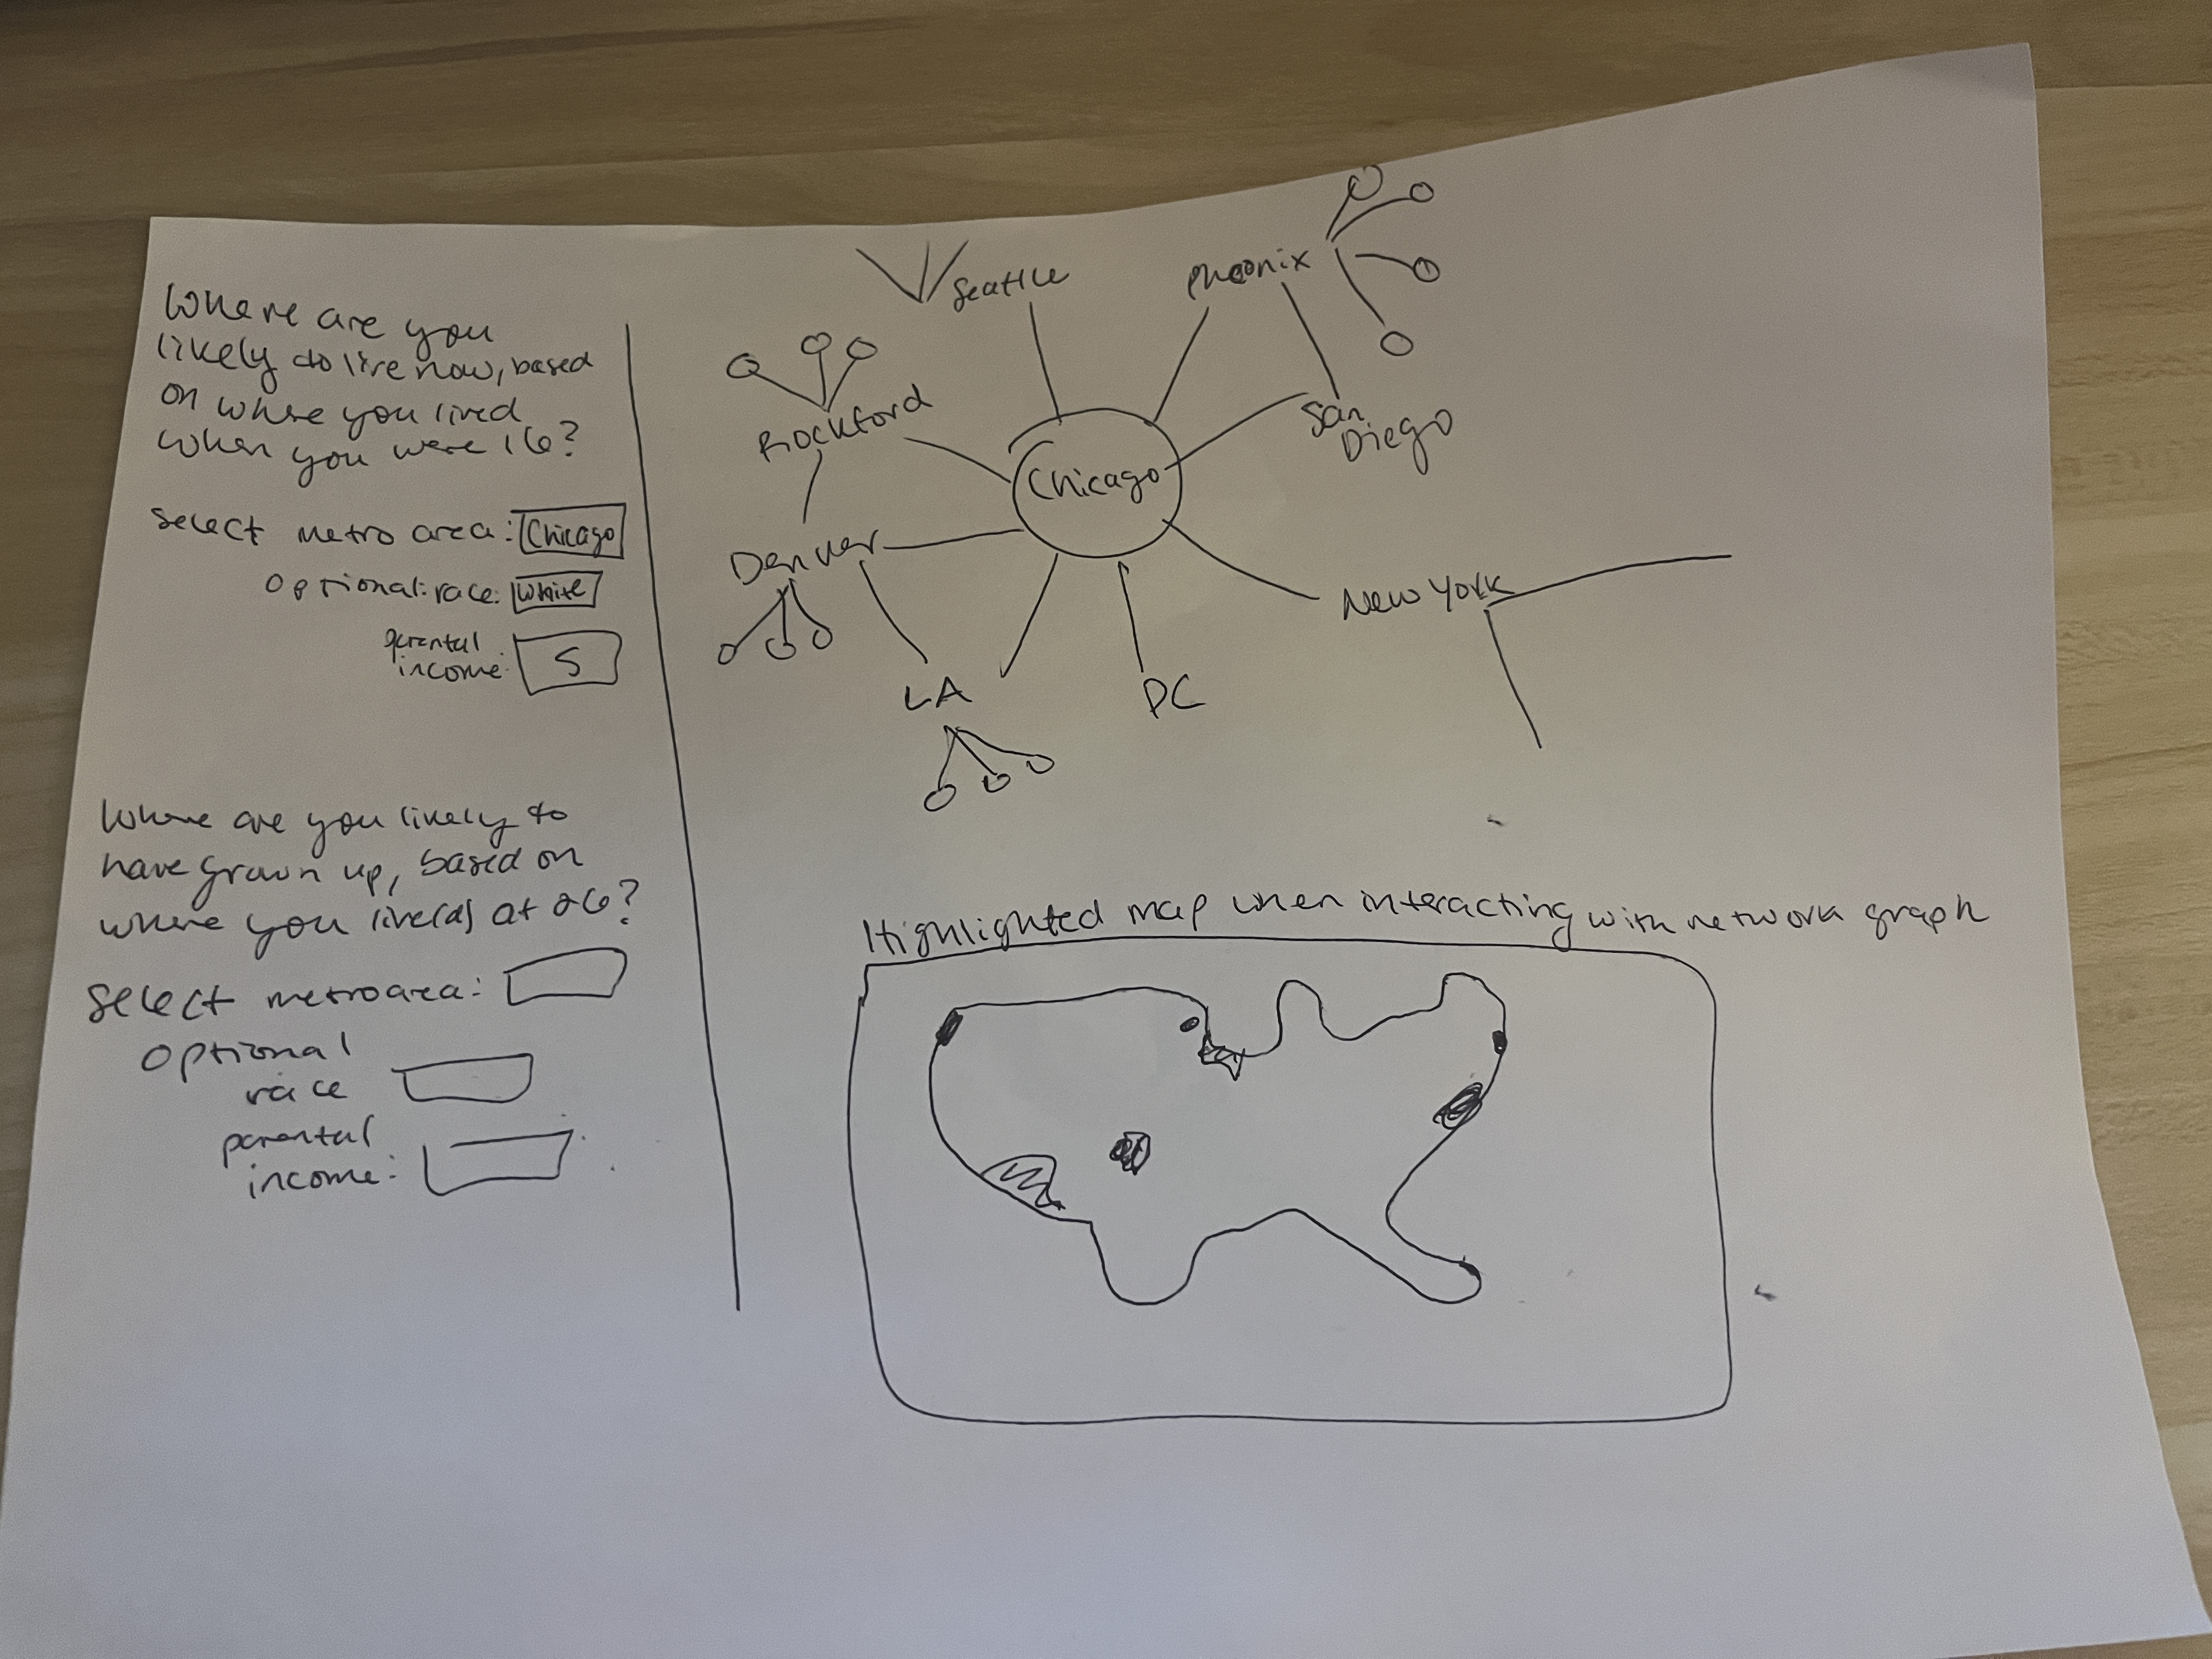 Where are you
likely to live now, based
on where you lived
when you were 16?
Select metro area: Chicago
Optional: race: White
parental
income: 5
Where are you likely to
have grown up, based on
where you live(d) at 26?
Select metro area:
Optional
race
parental
income:
Seattle
Pheonix
Rockford
San
Diego
Chicago
Denver
New York
LA
DC
Highlighted map when interacting with network graph